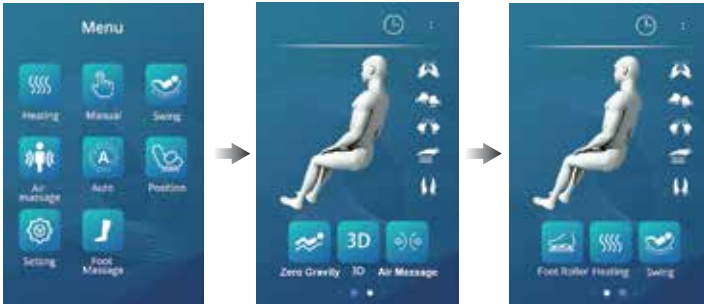 Menu
Heating Manual Swing
Air
massage
Auto Position
A
Setting Foot
Massage
3D
Zero Gravity 3D Air Massage
Foot Roller Heating Swing